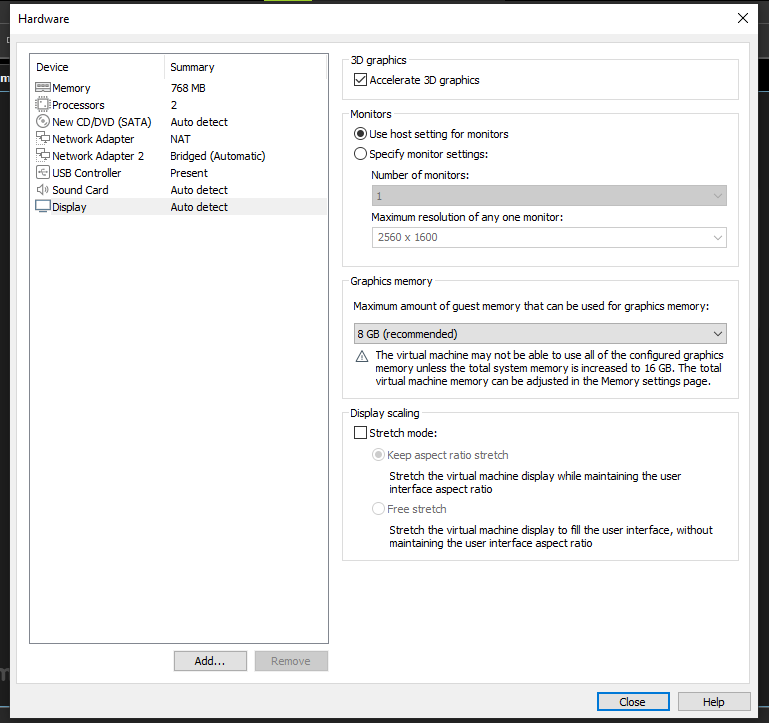 Hardware
Device Summary
Memory 768 MB
Processors 2
New CD/DVD (SATA) Auto detect
Network Adapter NAT
Network Adapter 2 Bridged (Automatic)
USB Controller Present
Sound Card Auto detect
Display Auto detect
Add...
Remove
3D graphics
Accelerate 3D graphics
Monitors
Use host setting for monitors
Specify monitor settings:
Number of monitors:
1
Maximum resolution of any one monitor:
2560 x 1600
Graphics memory
Maximum amount of guest memory that can be used for graphics memory:
8 GB (recommended)
The virtual machine may not be able to use all of the configured graphics
memory unless the total system memory is increased to 16 GB. The total
virtual machine memory can be adjusted in the Memory settings page.
Display scaling
Stretch mode:
Keep aspect ratio stretch
Stretch the virtual machine display while maintaining the user
interface aspect ratio
Free stretch
Stretch the virtual machine display to fill the user interface, without
maintaining the user interface aspect ratio
Close
Help